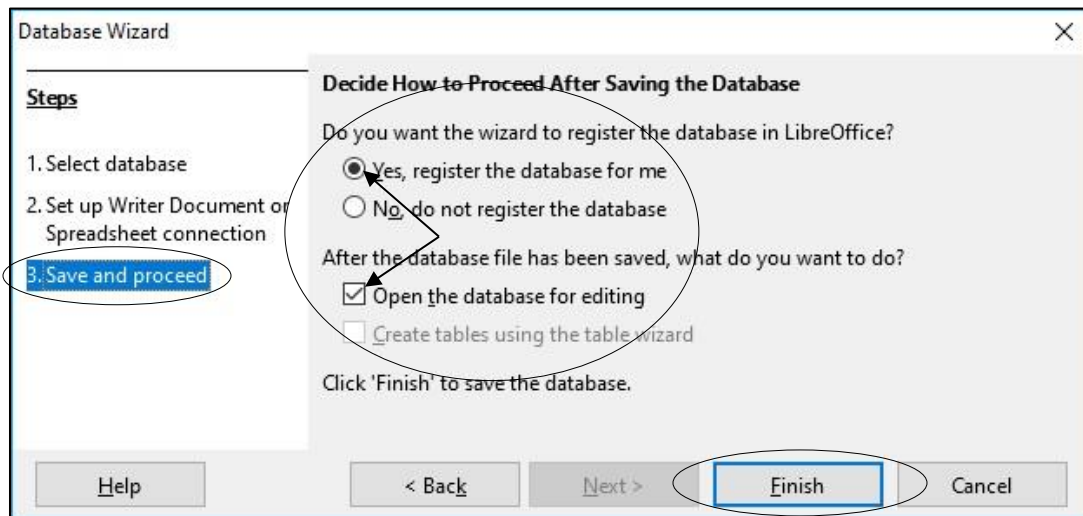 Database Wizard
Steps
1. Select database
2. Set up Writer Document or
Spreadsheet connection
3. Save and proceed
Decide How to Proceed After Saving the Database
Do you want the wizard to register the database in LibreOffice?
Yes, register the database for me
No, do not register the database
After the database file has been saved, what do you want to do?
Open the database for editing
Create tables using the table wizard
Click 'Finish' to save the database.
Help
< Back
Next >
Finish
Cancel